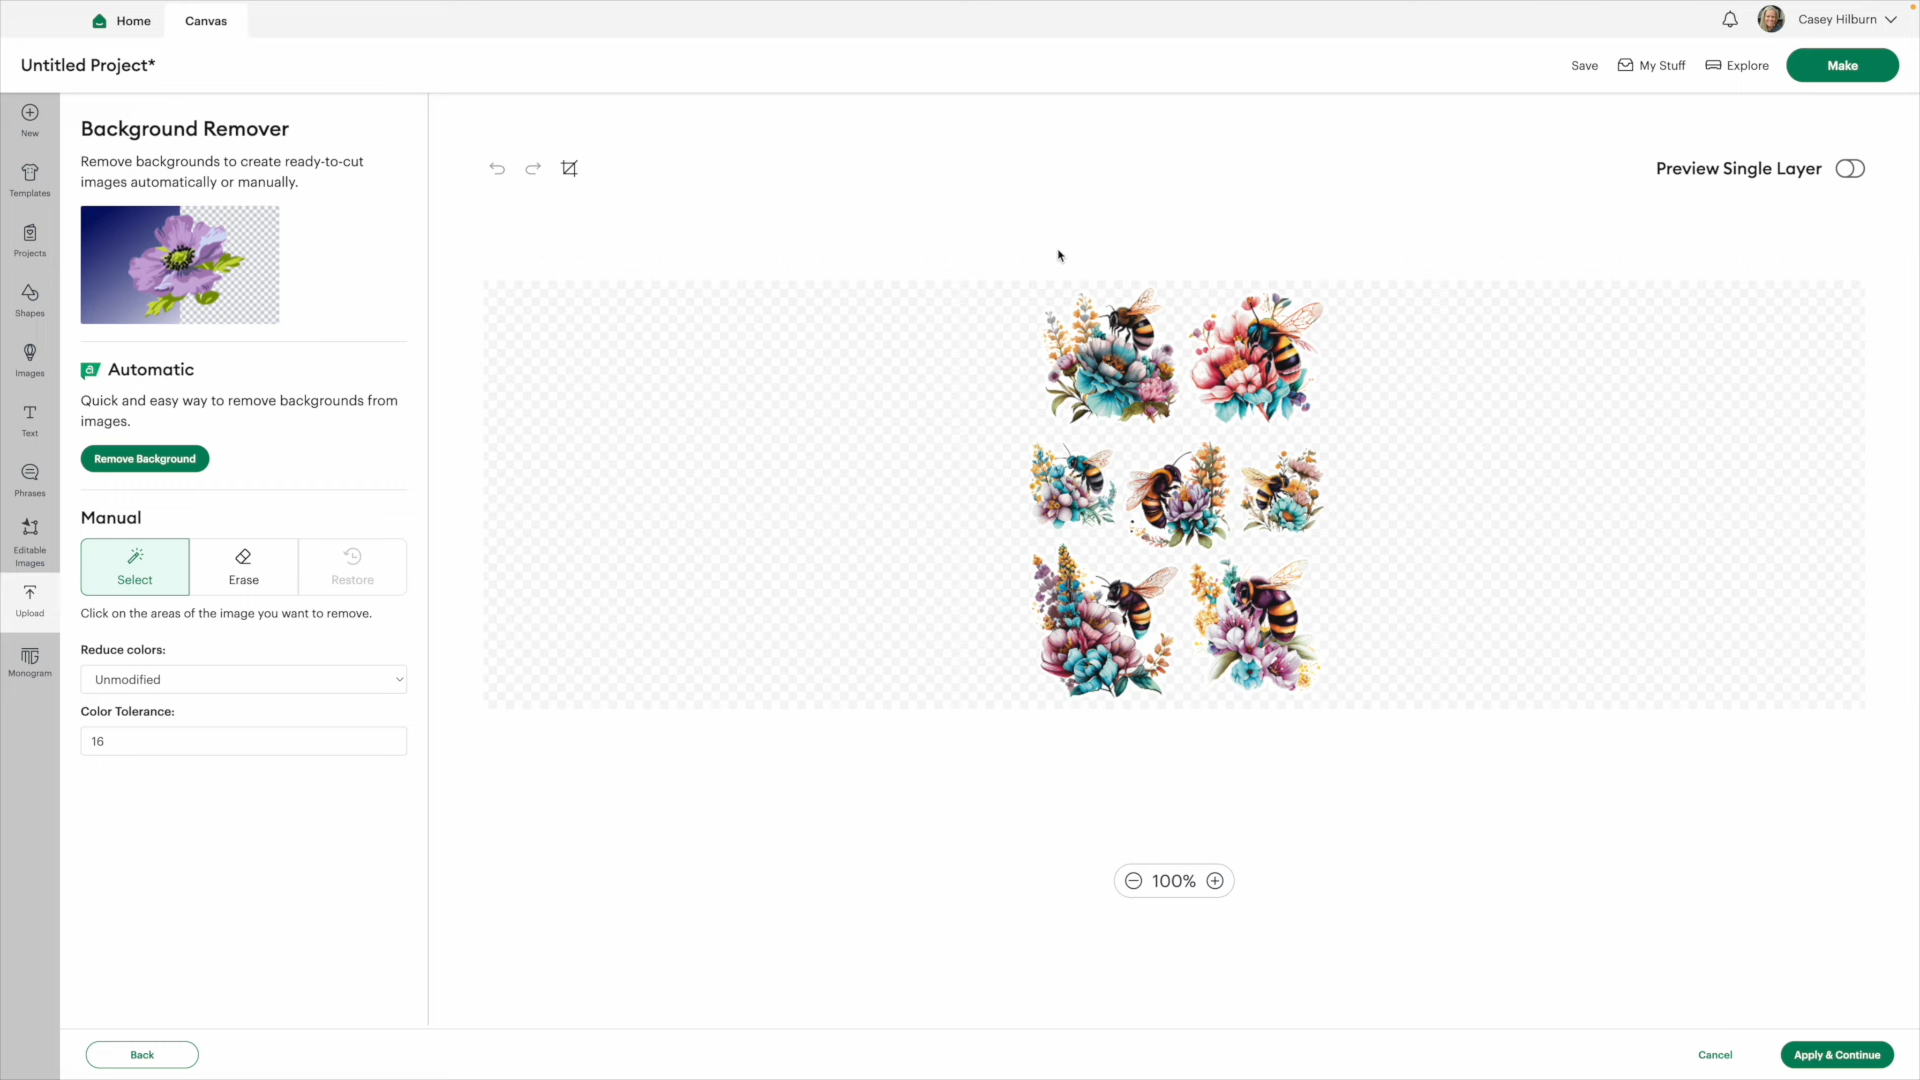 Home
Canvas
Casey Hilburn
Untitled Project*
Save
My Stuff
Explore
Make
New
Templates
Projects
Shapes
Images
Text
Phrases
Editable
Images
Upload
Monogram
Background Remover
Remove backgrounds to create ready-to-cut
images automatically or manually.
a Automatic
Quick and easy way to remove backgrounds from
images.
Remove Background
Manual
Select
Erase
Restore
Click on the areas of the image you want to remove.
Reduce colors:
Unmodified
Color Tolerance:
16
Preview Single Layer
100%
Back
Cancel
Apply & Continue